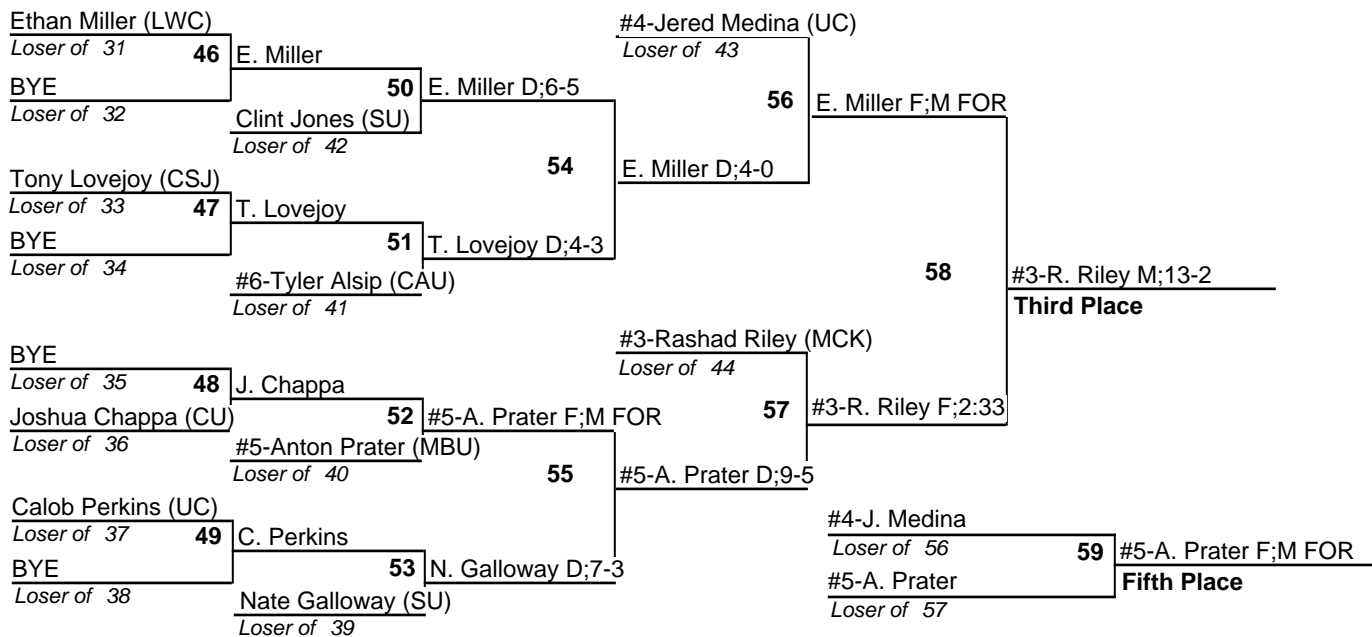 Ethan Miller (LWC)
Loser of 31
46
E. Miller
BYE
Loser of 32
50
E. Miller D;6-5
Clint Jones (SU)
Loser of 42
54
E. Miller D;4-0
Tony Lovejoy (CSJ)
Loser of 33
47
T. Lovejoy
BYE
Loser of 34
51
T. Lovejoy D;4-3
#6-Tyler Alsip (CAU)
Loser of 41
#4-Jered Medina (UC)
Loser of 43
56
E. Miller F;M FOR
58
#3-R. Riley M;13-2
Third Place
BYE
Loser of 35
48
J. Chappa
Joshua Chappa (CU)
Loser of 36
52
#5-A. Prater F;M FOR
#5-Anton Prater (MBU)
Loser of 40
55
#5-A. Prater D;9-5
Calob Perkins (UC)
Loser of 37
49
C. Perkins
BYE
Loser of 38
53
N. Galloway D;7-3
Nate Galloway (SU)
Loser of 39
#3-Rashad Riley (MCK)
Loser of 44
57
#3-R. Riley F;2:33
#4-J. Medina
Loser of 56
59
#5-A. Prater F;M FOR
Fifth Place
#5-A. Prater
Loser of 57